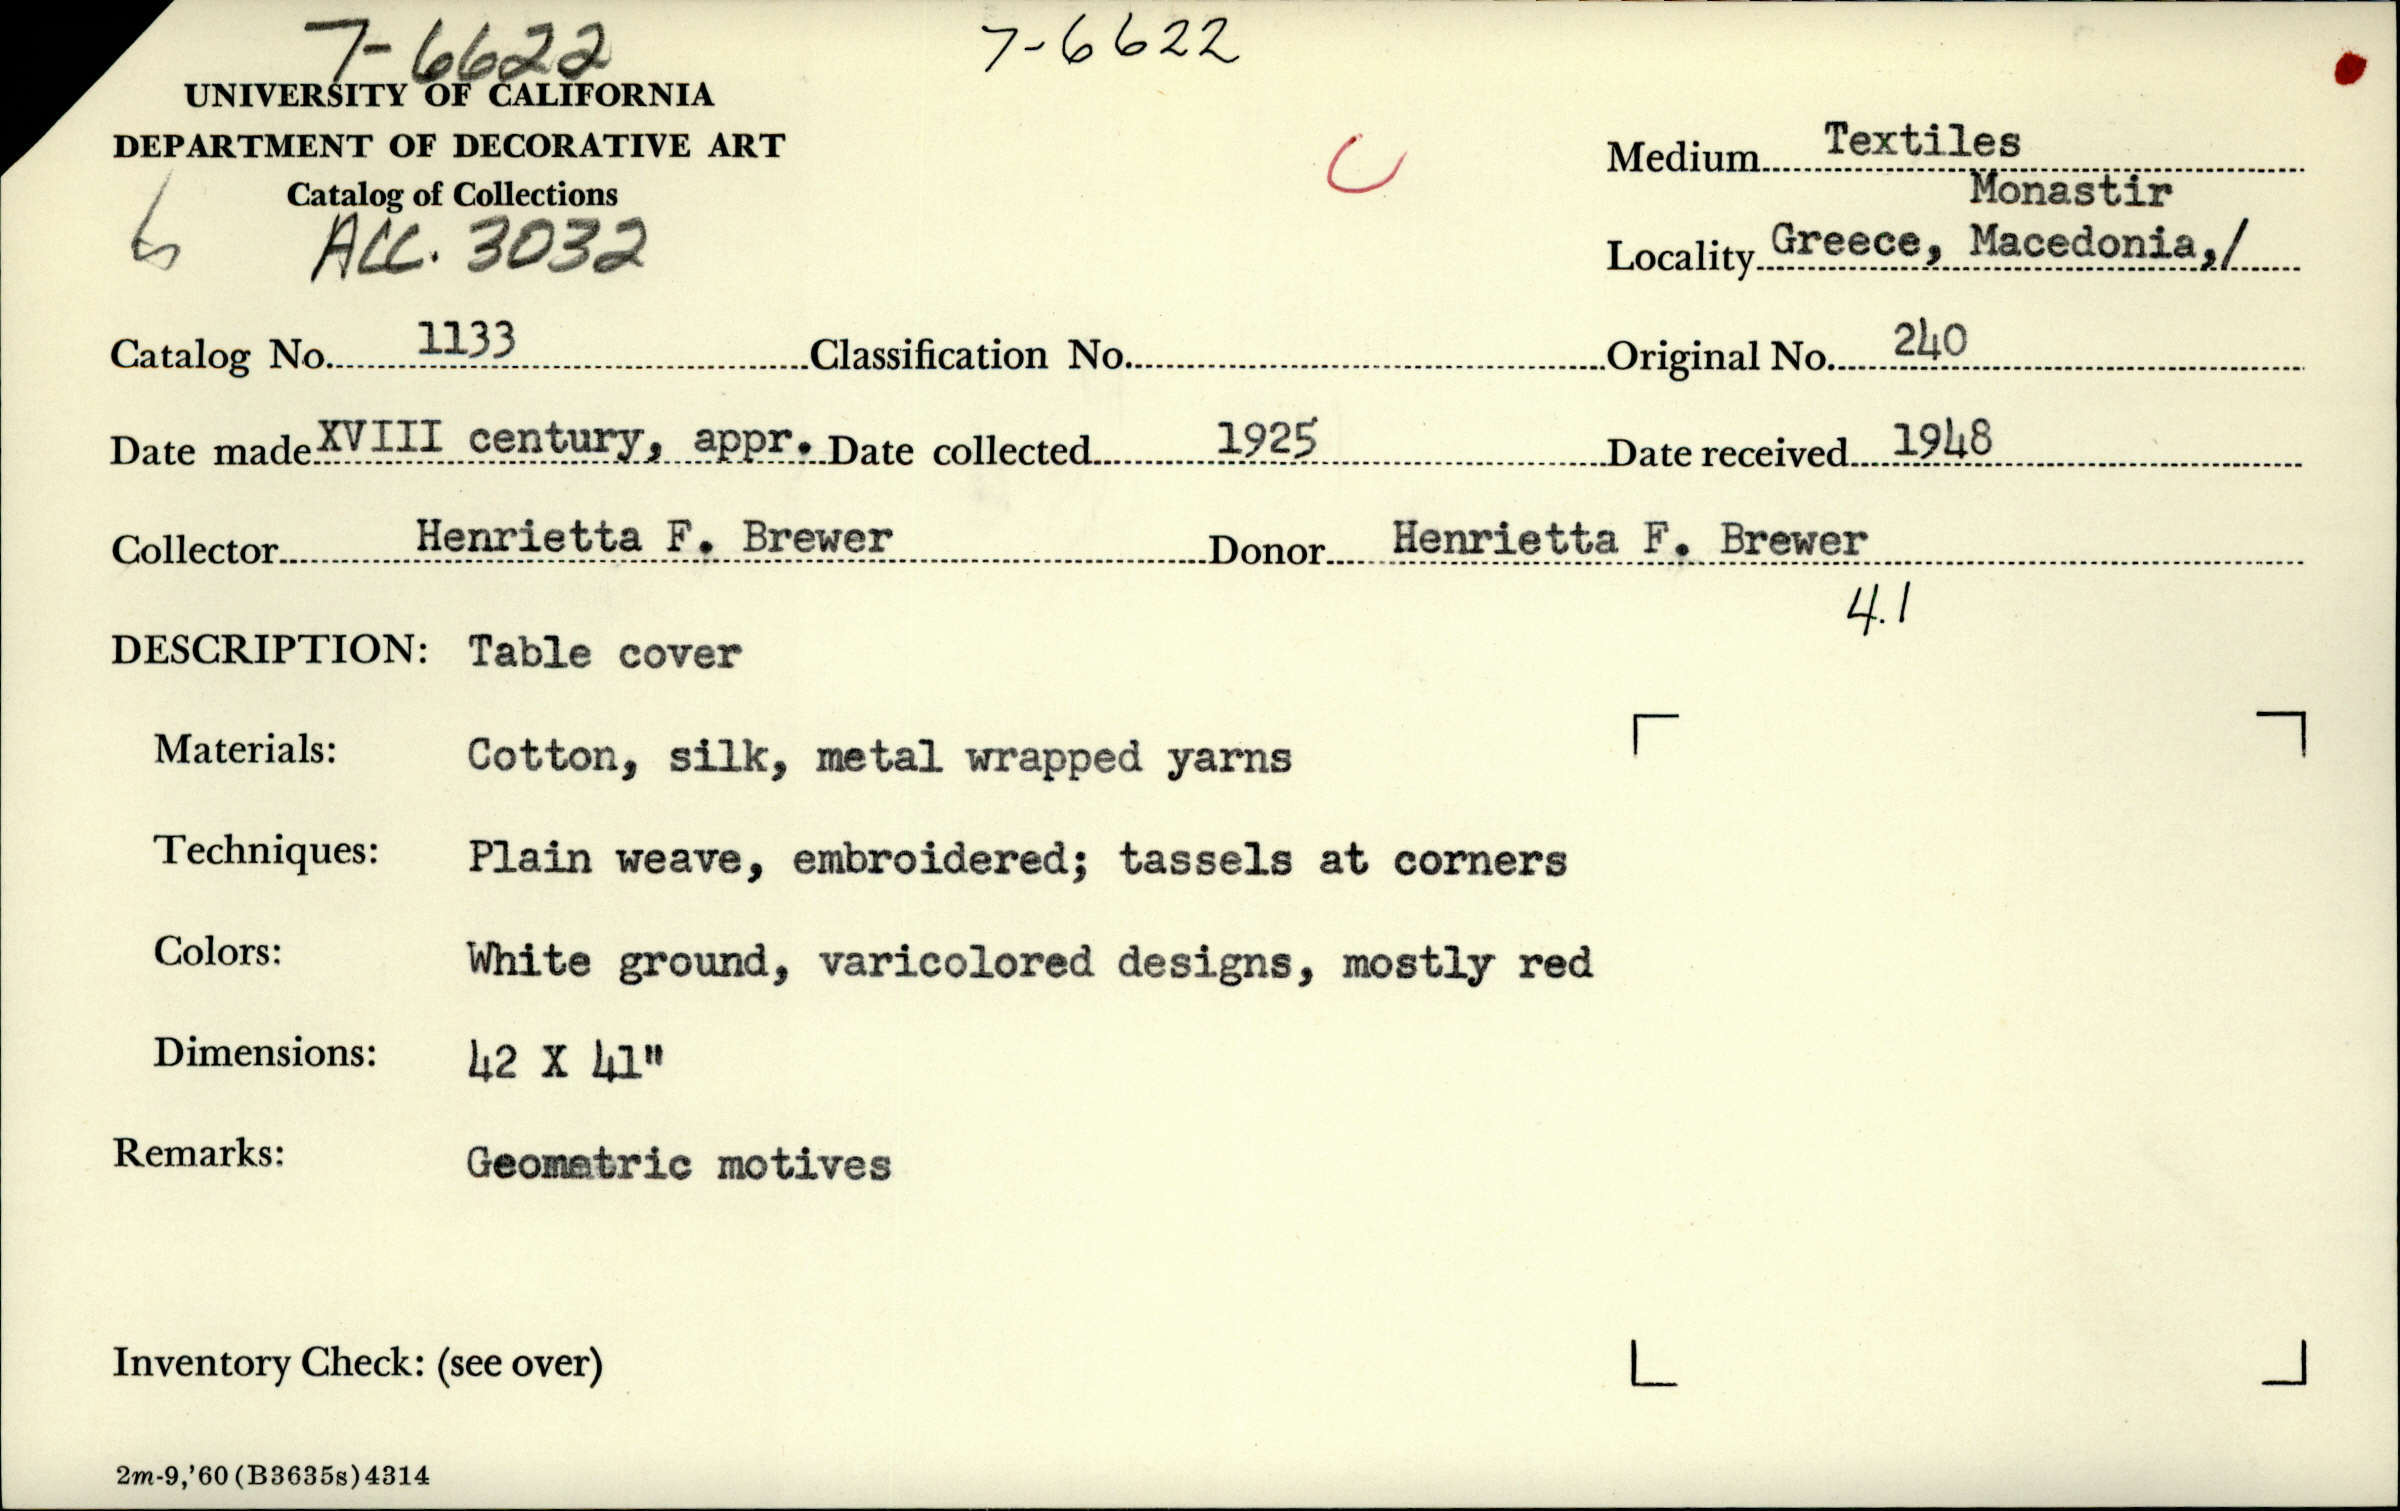 7-6622
7-6622
UNIVERSITY OF CALIFORNIA
DEPARTMENT OF DECORATIVE ART
Catalog of Collections
6
ACC. 3032
C
Medium Textiles
Monastir
Locality Greece, Macedonia,/
Catalog No. 1133 Classification No. Original No. 240
Date made XVIII century, appr. Date collected 1925 Date received 1948
Collector Henrietta F. Brewer Donor Henrietta F. Brewer
4.1
DESCRIPTION: Table cover
Materials: Cotton, silk, metal wrapped yarns
Techniques: Plain weave, embroidered; tassels at corners
Colors: White ground, varicolored designs, mostly red
Dimensions: 42 X 41"
Remarks: Geometric motives
Inventory Check: (see over)
2m-9,'60 (B3635s) 4314